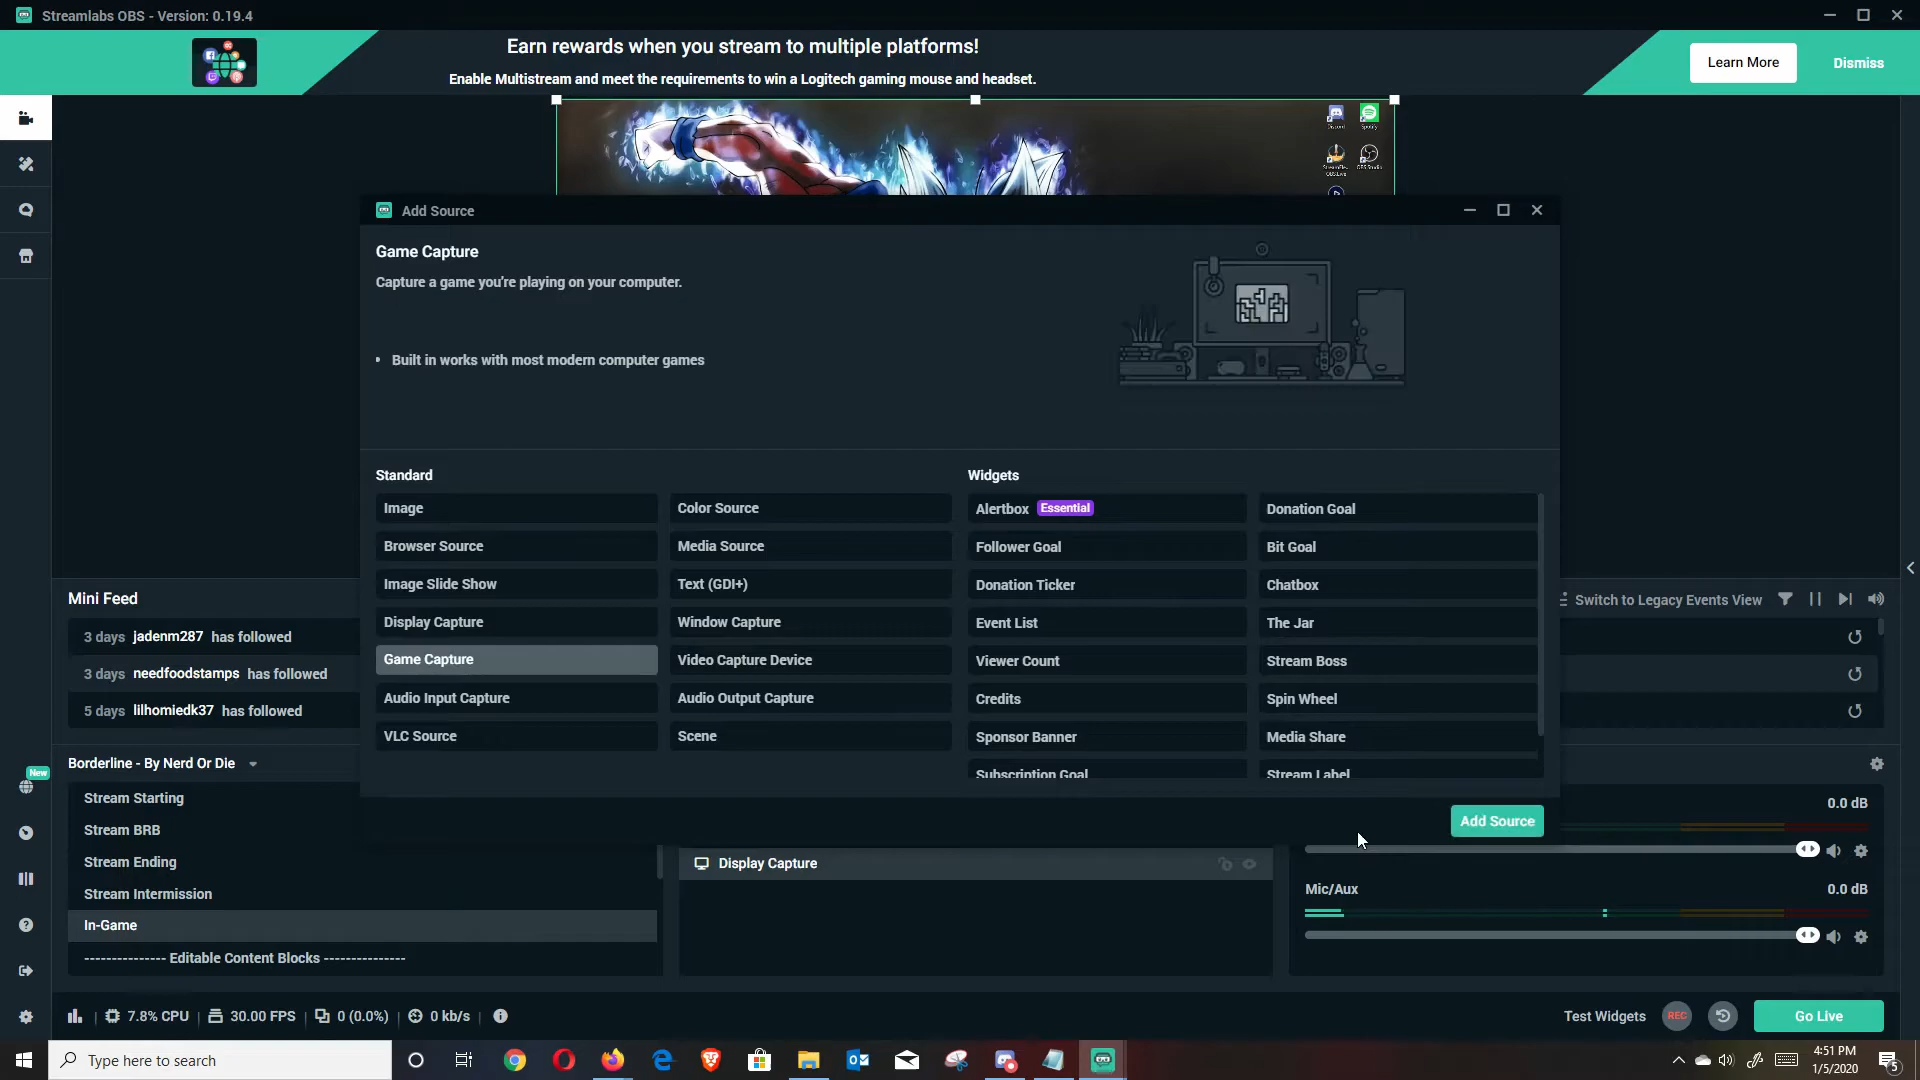 Streamlabs OBS - Version: 0.19.4
Earn rewards when you stream to multiple platforms!
Enable Multistream and meet the requirements to win a Logitech gaming mouse and headset.
Learn More
Dismiss
Discord
Spotify
OBS Studio
Add Source
Game Capture
Capture a game you're playing on your computer.
• Built in works with most modern computer games
Standard
Widgets
Image
Color Source
Alertbox Essential
Donation Goal
Browser Source
Media Source
Follower Goal
Bit Goal
Image Slide Show
Text (GDI+)
Donation Ticker
Chatbox
Display Capture
Window Capture
Event List
The Jar
Game Capture
Video Capture Device
Viewer Count
Stream Boss
Audio Input Capture
Audio Output Capture
Credits
Spin Wheel
VLC Source
Scene
Sponsor Banner
Media Share
Subscription Goal
Stream Label
Add Source
Mini Feed
Switch to Legacy Events View
3 days jadenm287 has followed
3 days needfoodstamps has followed
5 days lilhomiedk37 has followed
Borderline - By Nerd Or Die
New
Stream Starting
Stream BRB
Stream Ending
Stream Intermission
In-Game
--------------- Editable Content Blocks ---------------
Display Capture
0.0 dB
Mic/Aux
0.0 dB
7.8% CPU
30.00 FPS
0 (0.0%)
0 kb/s
Test Widgets
REC
Go Live
Type here to search
4:51 PM
1/5/2020
5